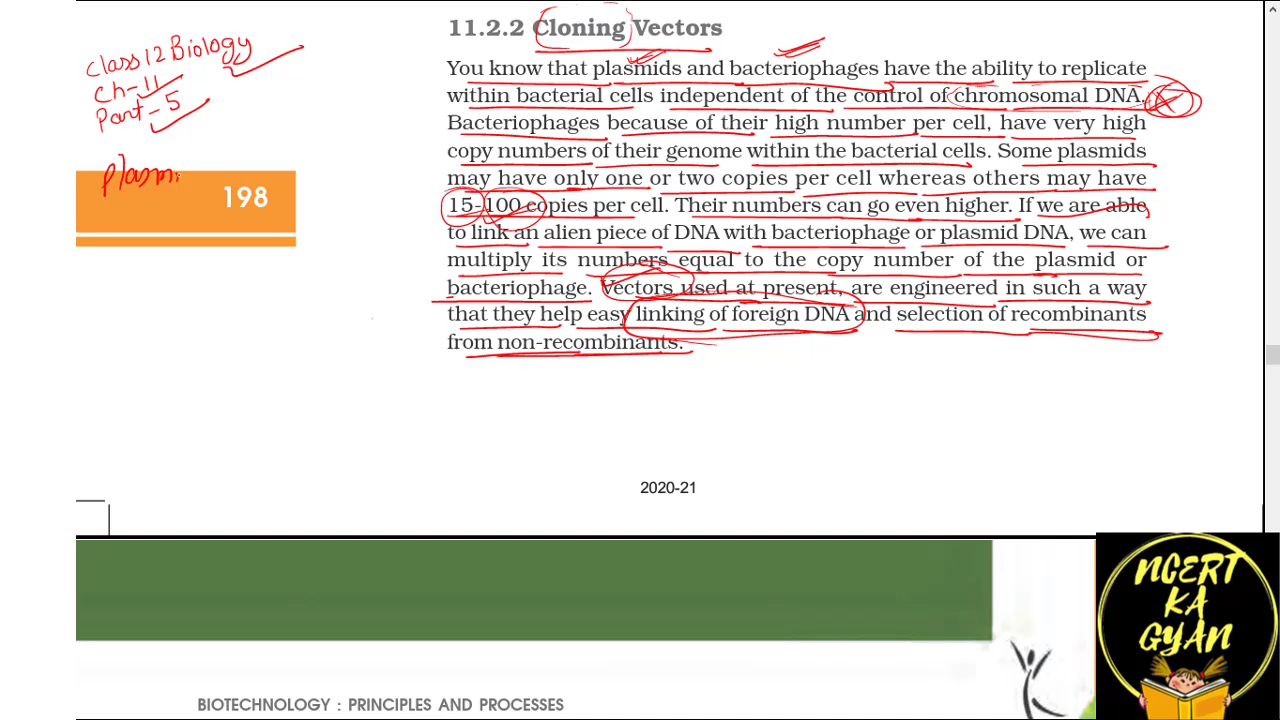 11.2.2 Cloning Vectors
Class 12 Biology
Ch-11
Part-5
Plasmi
198
You know that plasmids and bacteriophages have the ability to replicate
within bacterial cells independent of the control of chromosomal DNA.
Bacteriophages because of their high number per cell, have very high
copy numbers of their genome within the bacterial cells. Some plasmids
may have only one or two copies per cell whereas others may have
15-100 copies per cell. Their numbers can go even higher. If we are able
to link an alien piece of DNA with bacteriophage or plasmid DNA, we can
multiply its numbers equal to the copy number of the plasmid or
bacteriophage. Vectors used at present, are engineered in such a way
that they help easy linking of foreign DNA and selection of recombinants
from non-recombinants.
2020-21
NCERT
KA
GYAN
BIOTECHNOLOGY : PRINCIPLES AND PROCESSES